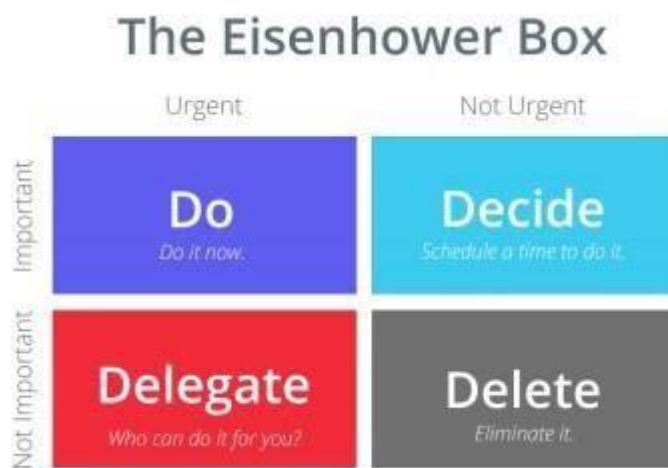 The Eisenhower Box
Urgent
Not Urgent
Important
Do
Do it now.
Decide
Schedule a time to do it.
Not Important
Delegate
Who can do it for you?
Delete
Eliminate it.